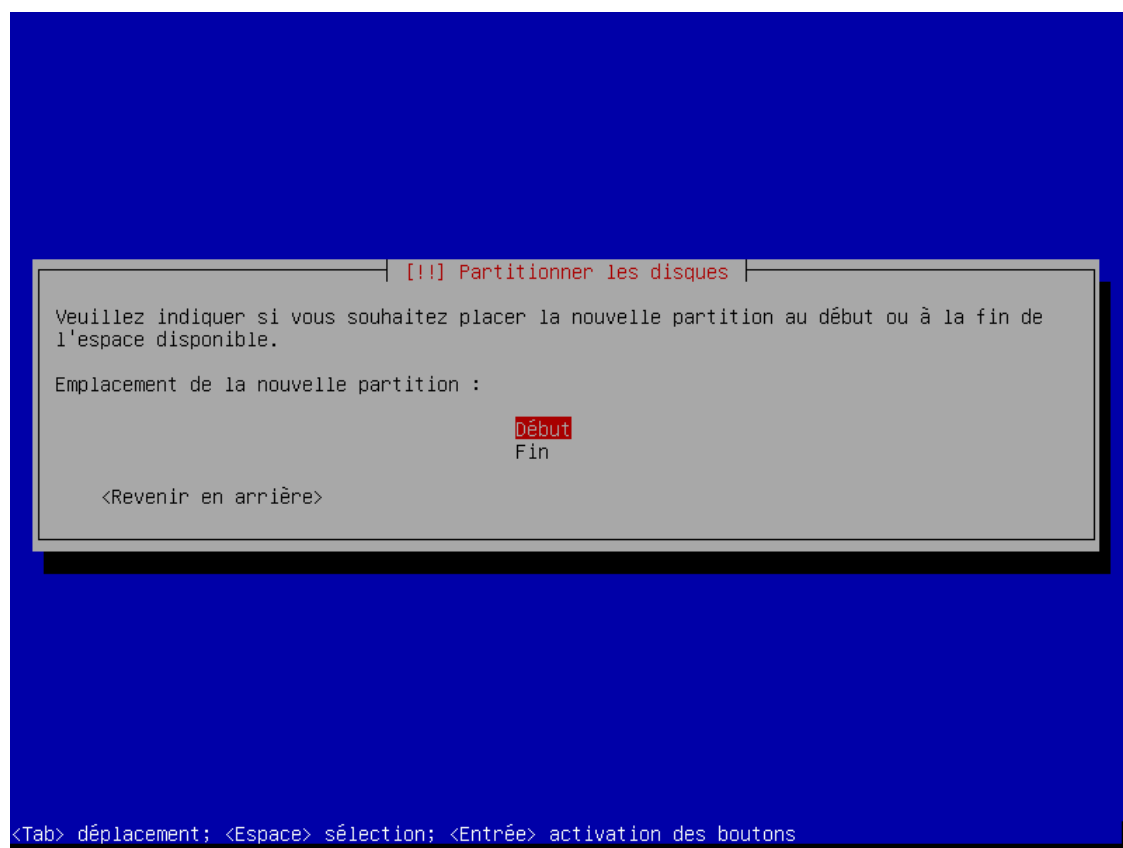 [!!] Partitionner les disques
Veuillez indiquer si vous souhaitez placer la nouvelle partition au début ou à la fin de
l'espace disponible.
Emplacement de la nouvelle partition :
Début
Fin
<Revenir en arrière>
<Tab> déplacement; <Espace> sélection; <Entrée> activation des boutons